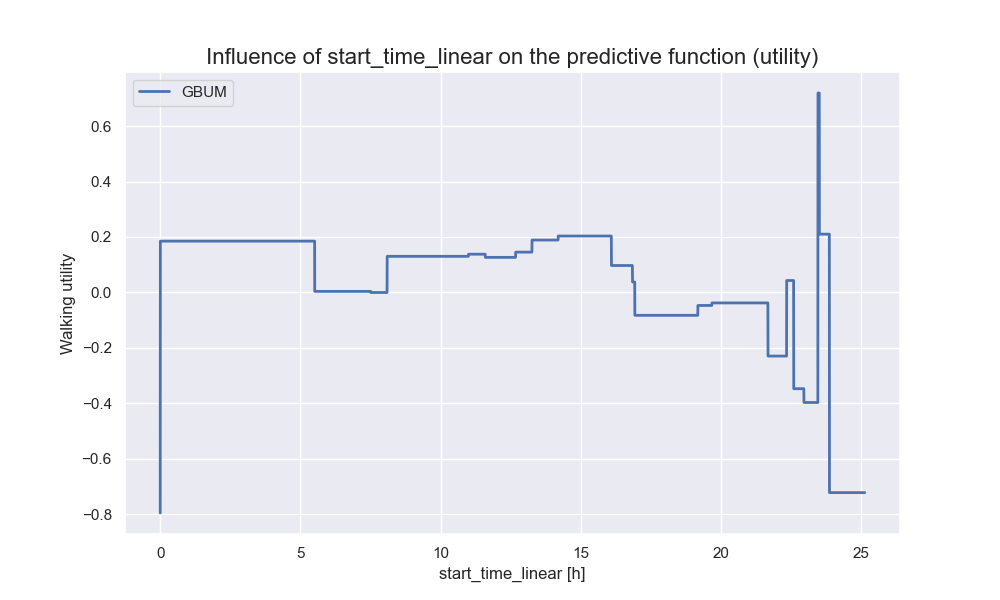 Influence of start_time_linear on the predictive function (utility)
GBUM
Walking utility
0.6
0.4
0.2
0.0
−0.2
−0.4
−0.6
−0.8
0 5 10 15 20 25
start_time_linear [h]